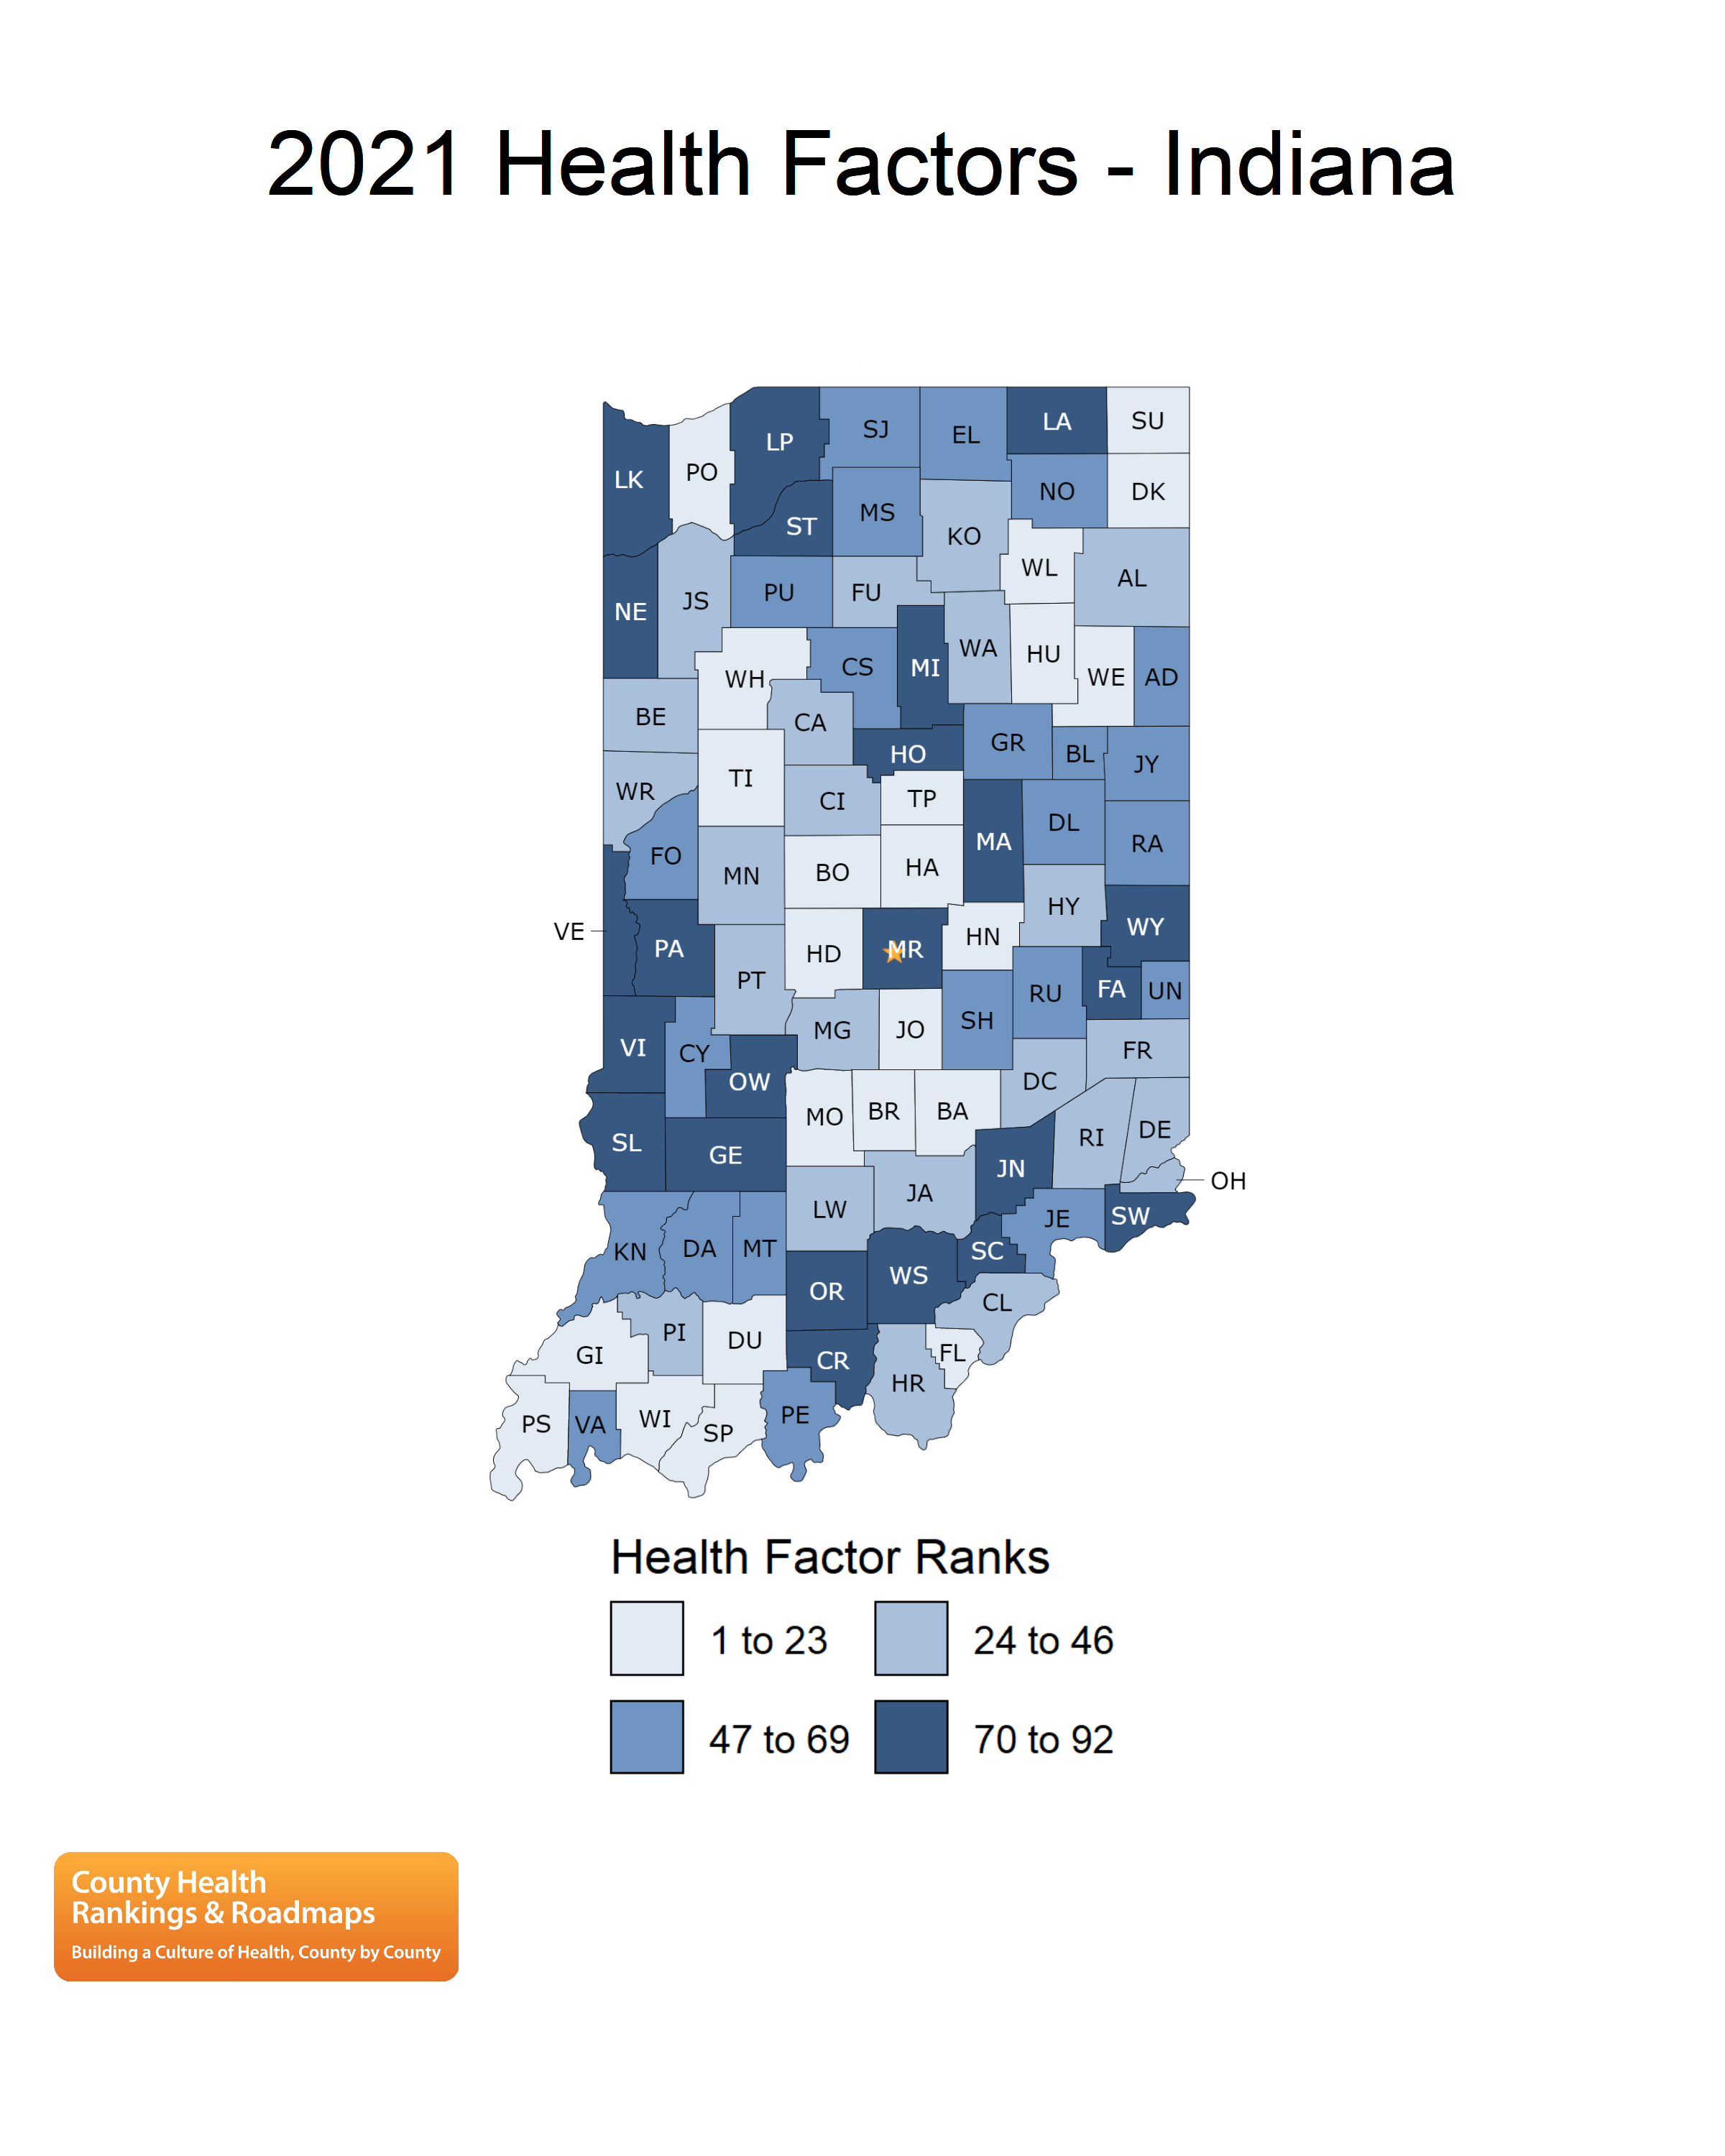 2021 Health Factors - Indiana
LK
PO
LP
SJ
EL
LA
SU
ST
MS
KO
NO
DK
NE
JS
PU
FU
WL
AL
WH
CS
MI
WA
HU
WE
AD
BE
CA
HO
GR
BL
JY
WR
TI
CI
TP
MA
DL
RA
FO
MN
BO
HA
HY
WY
VE
PA
PT
HD
MR
HN
RU
FA
UN
VI
CY
OW
MG
JO
SH
DC
FR
SL
GE
MO
BR
BA
JN
RI
DE
OH
KN
DA
MT
LW
JA
SC
JE
SW
OR
WS
CL
GI
PI
DU
CR
HR
FL
PS
VA
WI
SP
PE
Health Factor Ranks
1 to 23
24 to 46
47 to 69
70 to 92
County Health
Rankings & Roadmaps
Building a Culture of Health, County by County